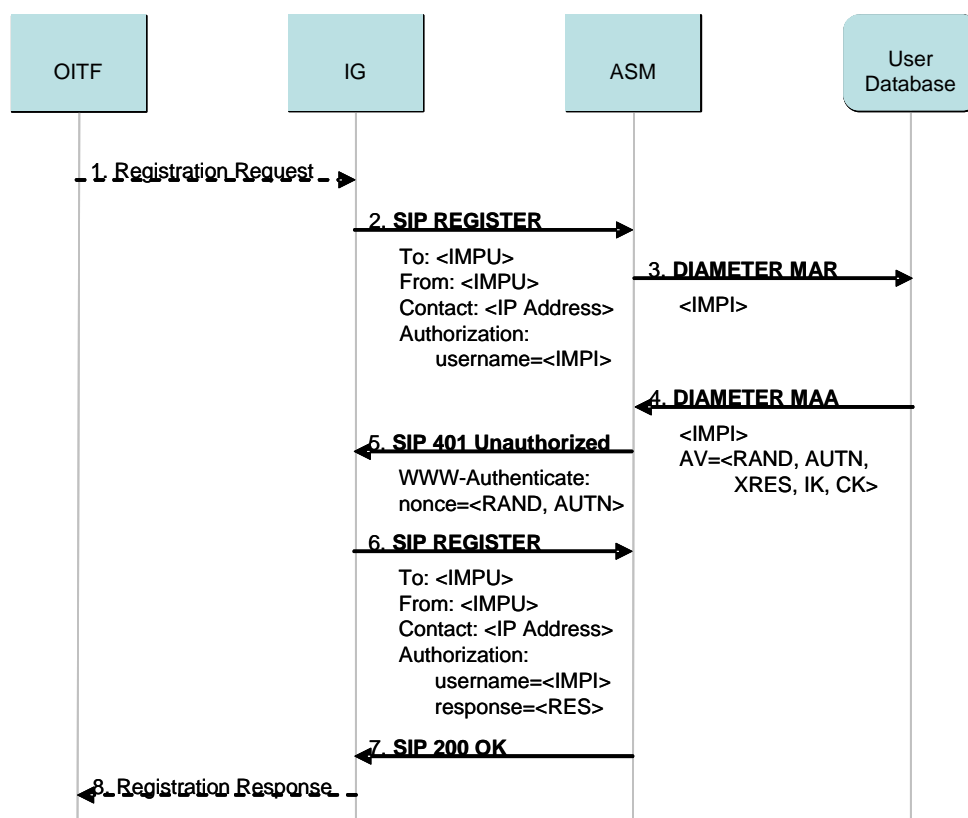 OITF
IG
ASM
User
Database
1. Registration Request
2. SIP REGISTER
To: <IMPU>
From: <IMPU>
Contact: <IP Address>
Authorization:
username=<IMPI>
3. DIAMETER MAR
<IMPI>
4. DIAMETER MAA
<IMPI>
AV=<RAND, AUTN,
XRES, IK, CK>
5. SIP 401 Unauthorized
WWW-Authenticate:
nonce=<RAND, AUTN>
6. SIP REGISTER
To: <IMPU>
From: <IMPU>
Contact: <IP Address>
Authorization:
username=<IMPI>
response=<RES>
7. SIP 200 OK
8. Registration Response